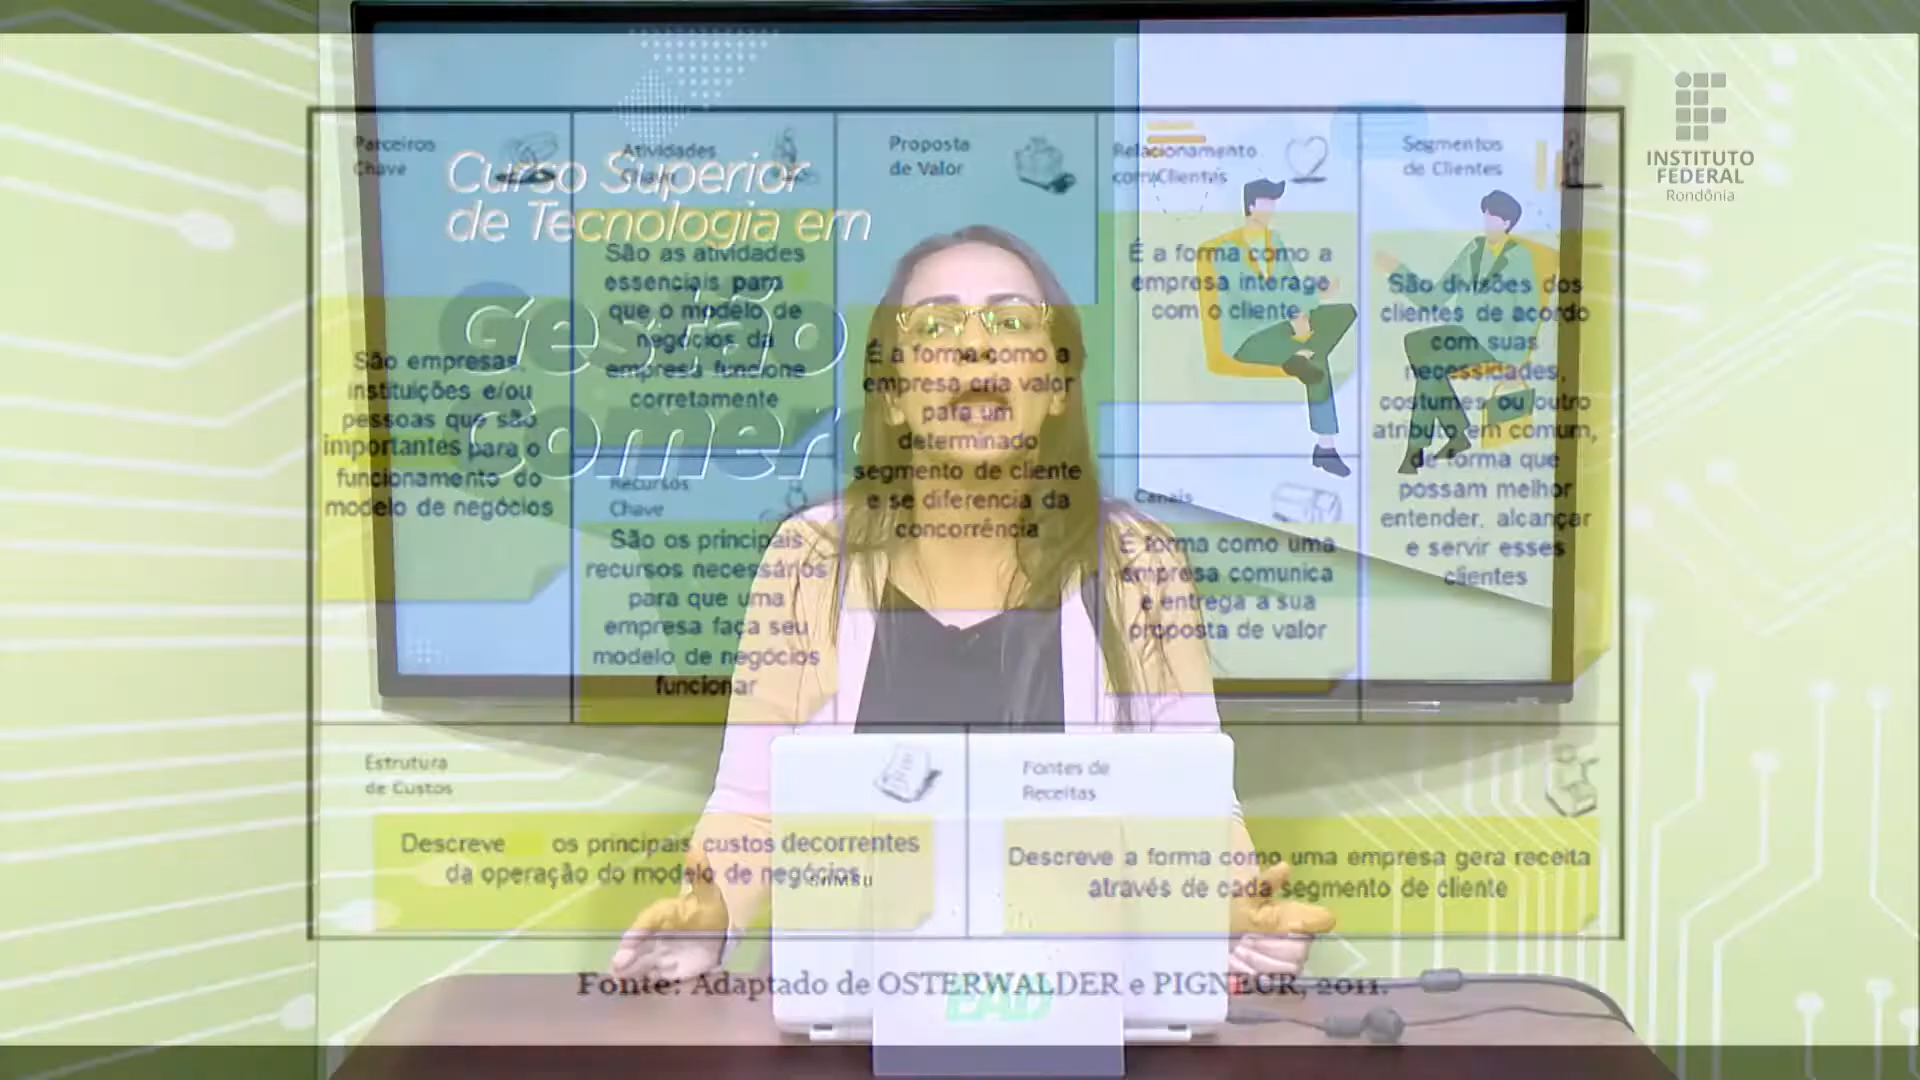 INSTITUTO
FEDERAL
Rondônia
Curso Superior
de Tecnologia em
Gestão
Comer
Parceiros
Chave
São empresas,
instituições e/ou
pessoas que são
importantes para o
funcionamento do
modelo de negócios
Atividades
São as atividades
essenciais para
que o modelo de
negócios da
empresa funcione
corretamente
Recursos
Chave
São os principais
recursos necessários
para que uma
empresa faça seu
modelo de negócios
funcionar
Proposta
de Valor
É a forma como a
empresa cria valor
para um
determinado
segmento de cliente
e se diferencia da
concorrência
Relacionamento
com Clientes
É a forma como a
empresa interage
com o cliente
Canais
É forma como uma
empresa comunica
e entrega a sua
proposta de valor
Segmentos
de Clientes
São divisões dos
clientes de acordo
com suas
necessidades,
costumes ou outro
atributo em comum,
de forma que
possam melhor
entender, alcançar
e servir esses
clientes
Estrutura
de Custos
Descreve os principais custos decorrentes
da operação do modelo de negócios
Fontes de
Receitas
Descreve a forma como uma empresa gera receita
através de cada segmento de cliente
Fonte: Adaptado de OSTERWALDER e PIGNEUR, 2011.
EAD